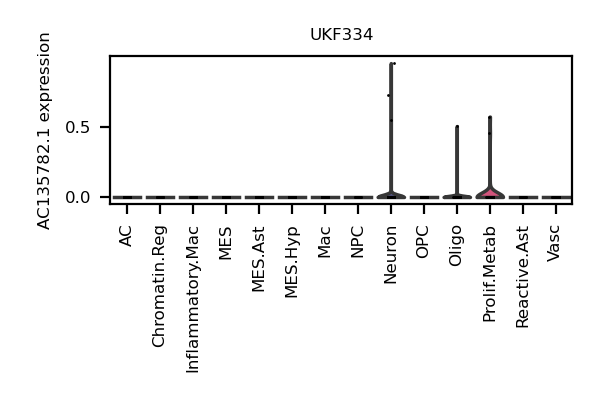 UKF334
AC135782.1 expression
0.5
0.0
AC
Chromatin.Reg
Inflammatory.Mac
MES
MES.Ast
MES.Hyp
Mac
NPC
Neuron
OPC
Oligo
Prolif.Metab
Reactive.Ast
Vasc